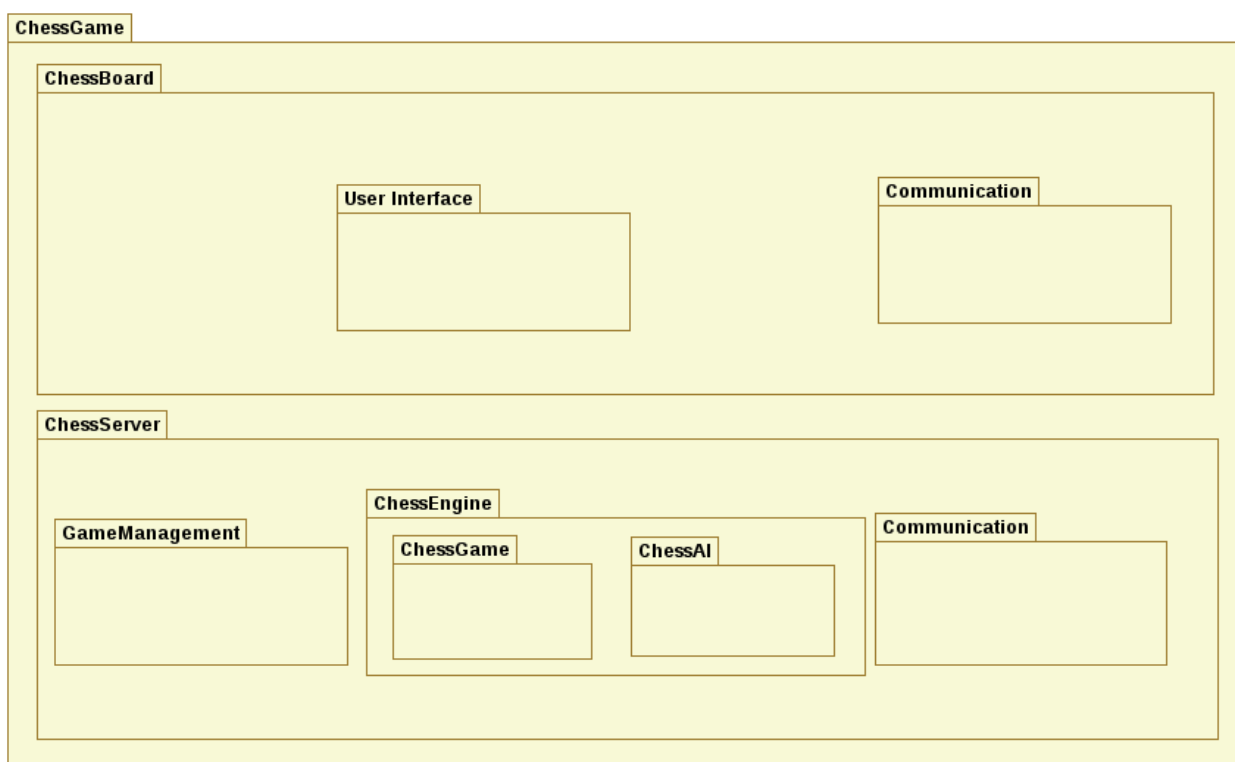 ChessGame
ChessBoard
User Interface
Communication
ChessServer
GameManagement
ChessEngine
ChessGame
ChessAI
Communication